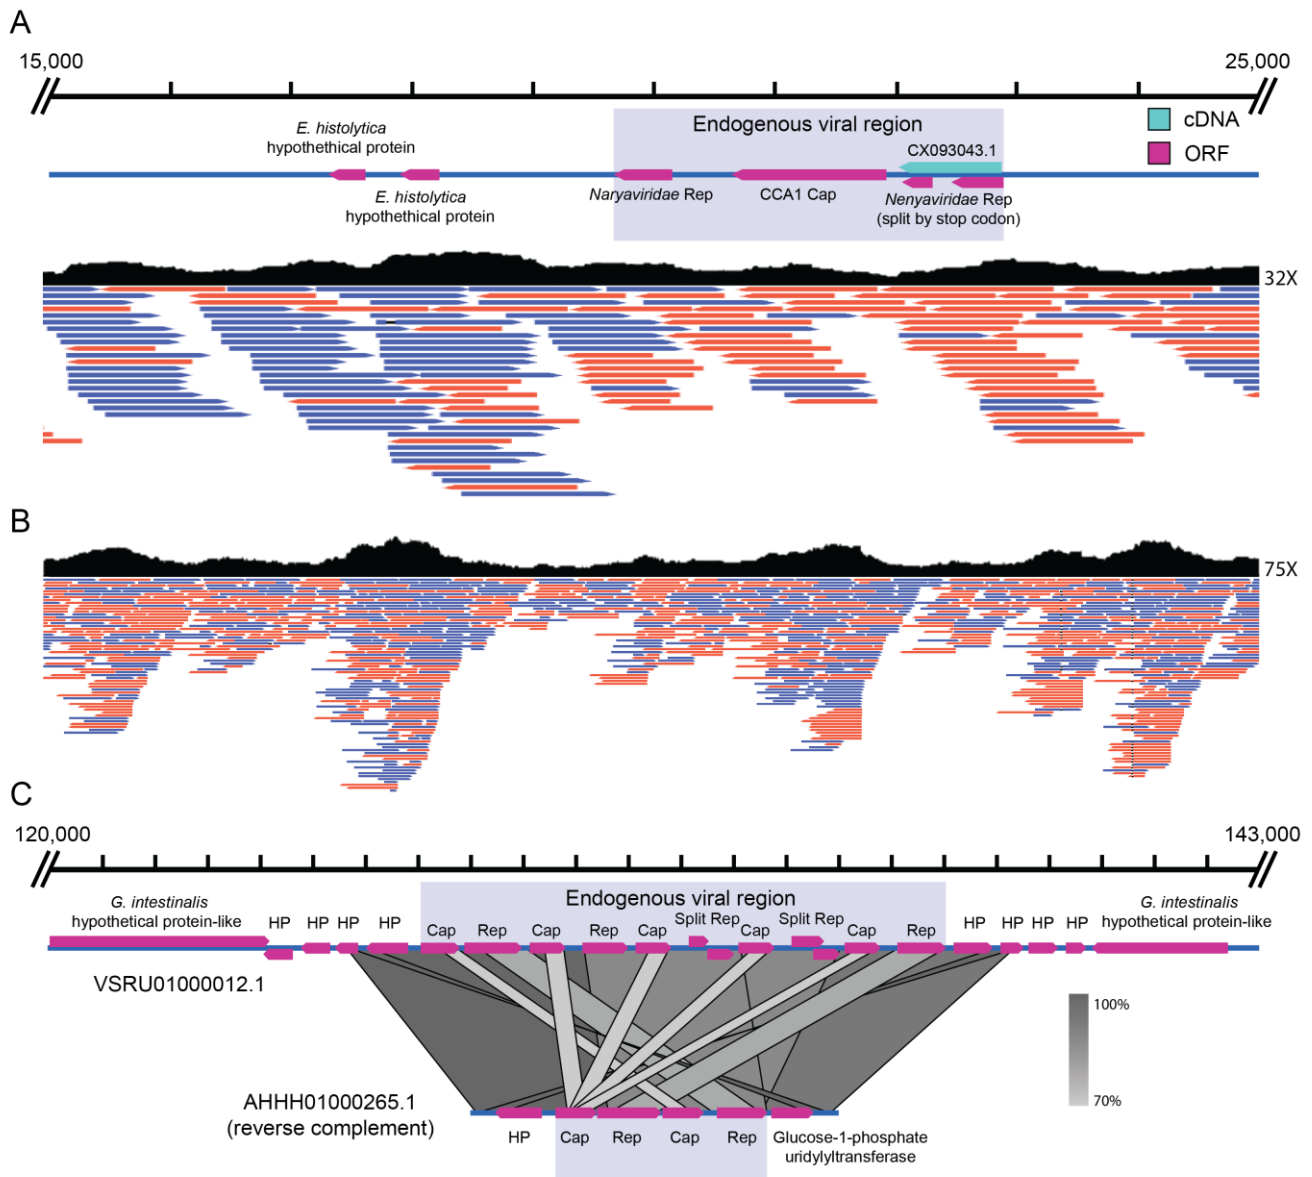 A
15,000
25,000
cDNA
ORF
Endogenous viral region
E. histolytica
hypothethical protein
CX093043.1
E. histolytica
hypothethical protein
Naryaviridae Rep
CCA1 Cap
Nenyaviridae Rep
(split by stop codon)
32X
B
75X
C
120,000
143,000
Endogenous viral region
G. intestinalis
hypothetical protein-like
HP
HP
HP
HP
Cap
Rep
Cap
Rep
Cap
Split Rep
Cap
Split Rep
Cap
Rep
HP
HP
HP
HP
G. intestinalis
hypothetical protein-like
VSRU01000012.1
100%
70%
AHHH01000265.1
(reverse complement)
HP
Cap
Rep
Cap
Rep
Glucose-1-phosphate
uridylyltransferase